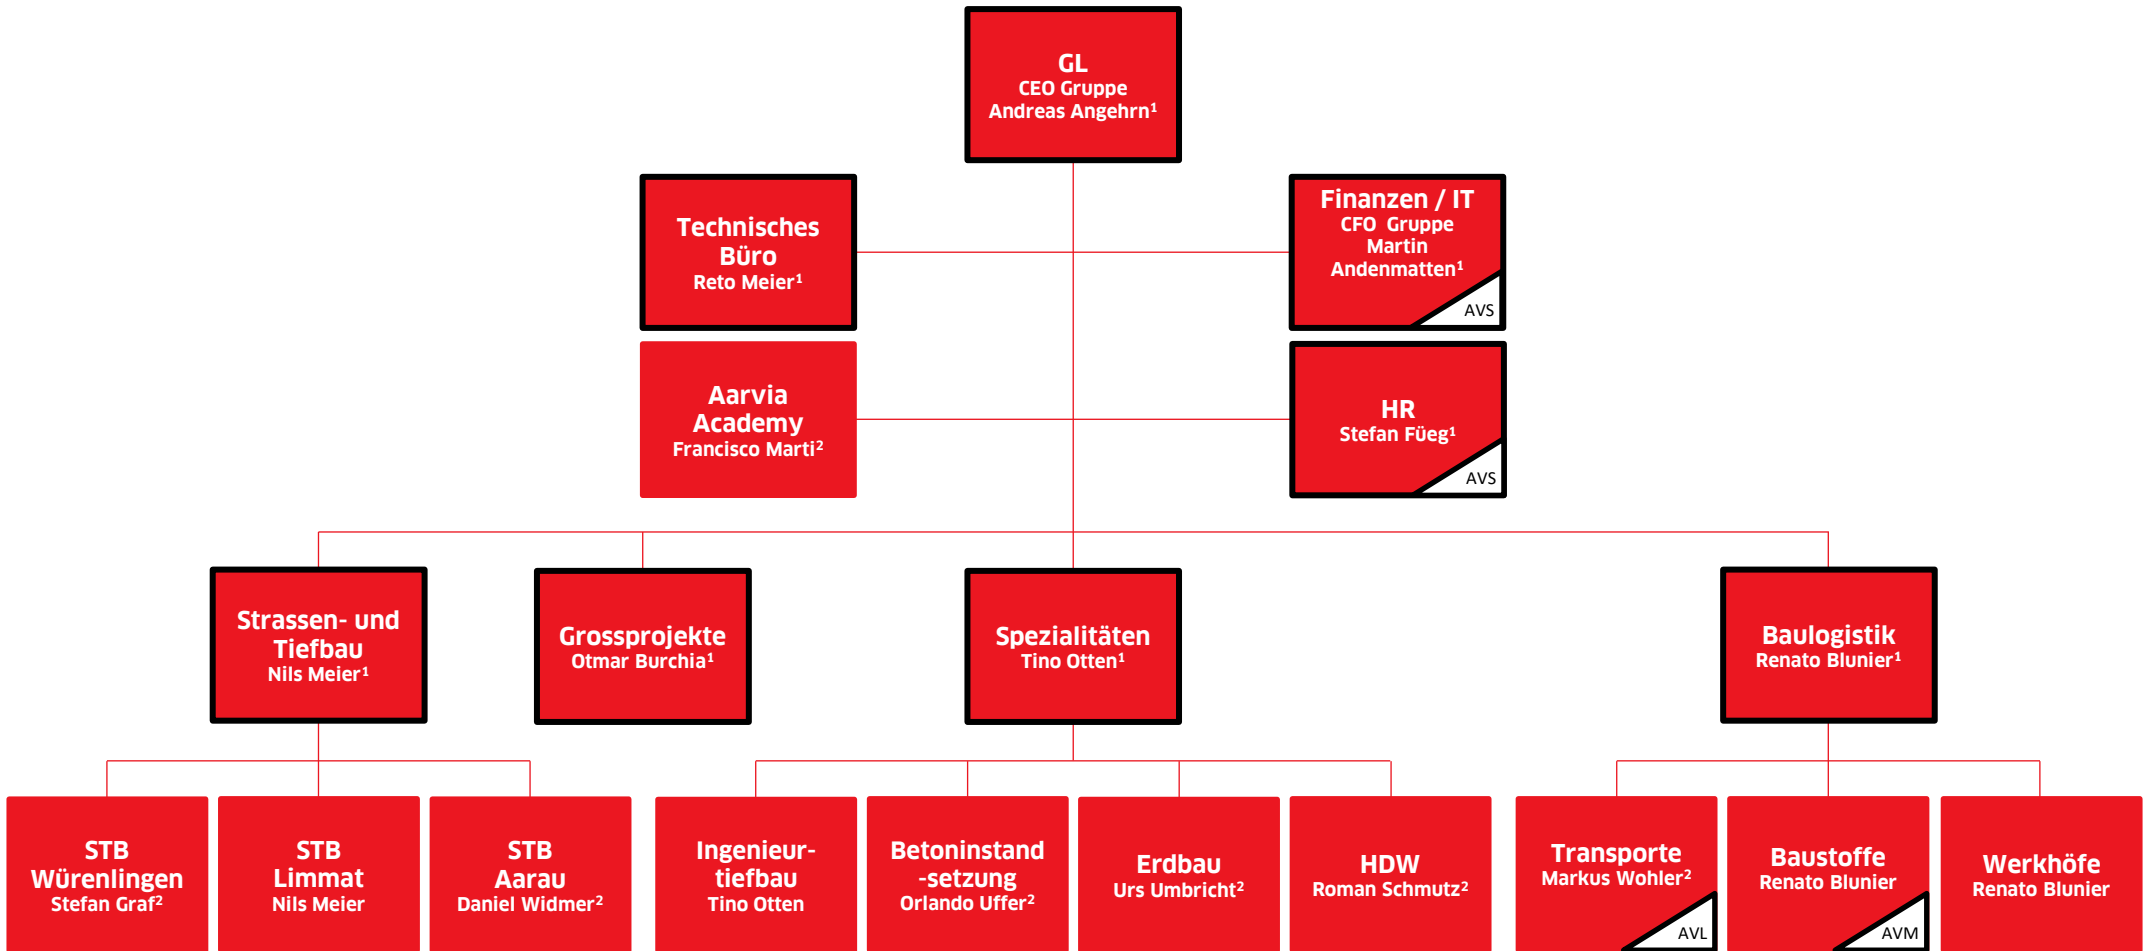 GL
CEO Gruppe
Andreas Angehrn¹
Technisches
Büro
Reto Meier¹
Finanzen / IT
CFO Gruppe
Martin
Andenmatten¹
AVS
Aarvia
Academy
Francisco Marti²
HR
Stefan Füeg¹
AVS
Strassen- und
Tiefbau
Nils Meier¹
Grossprojekte
Otmar Burchia¹
Spezialitäten
Tino Otten¹
Baulogistik
Renato Blunier¹
STB
Würenlingen
Stefan Graf²
STB
Limmat
Nils Meier
STB
Aarau
Daniel Widmer²
Ingenieur-
tiefbau
Tino Otten
Betoninstand
-setzung
Orlando Uffer²
Erdbau
Urs Umbricht²
HDW
Roman Schmutz²
Transporte
Markus Wohler²
AVL
Baustoffe
Renato Blunier
AVM
Werkhöfe
Renato Blunier